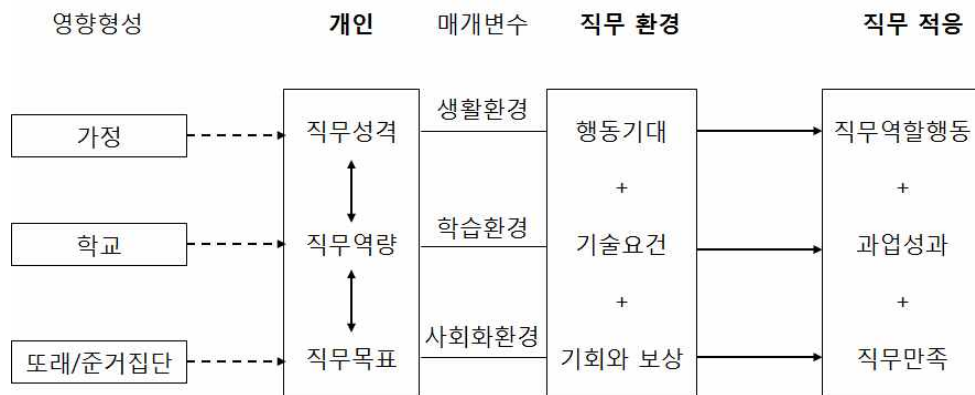 영향형성 개인 매개변수 직무 환경 직무 적응
생활환경
가정 직무성격 행동기대 직무역할행동
+ +
학습환경
학교 직무역량 기술요건 과업성과
+ +
사회화환경
또래/준거집단 직무목표 기회와 보상 직무만족